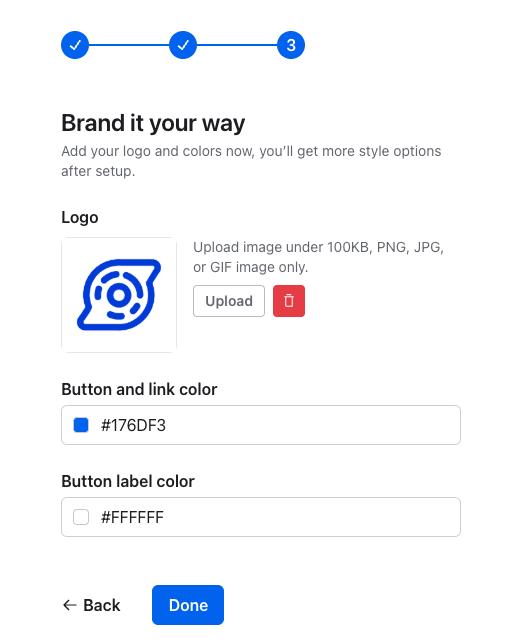 3
Brand it your way
Add your logo and colors now, you’ll get more style options
after setup.
Logo
Upload image under 100KB, PNG, JPG,
or GIF image only.
Upload
Button and link color
#176DF3
Button label color
#FFFFFF
← Back
Done